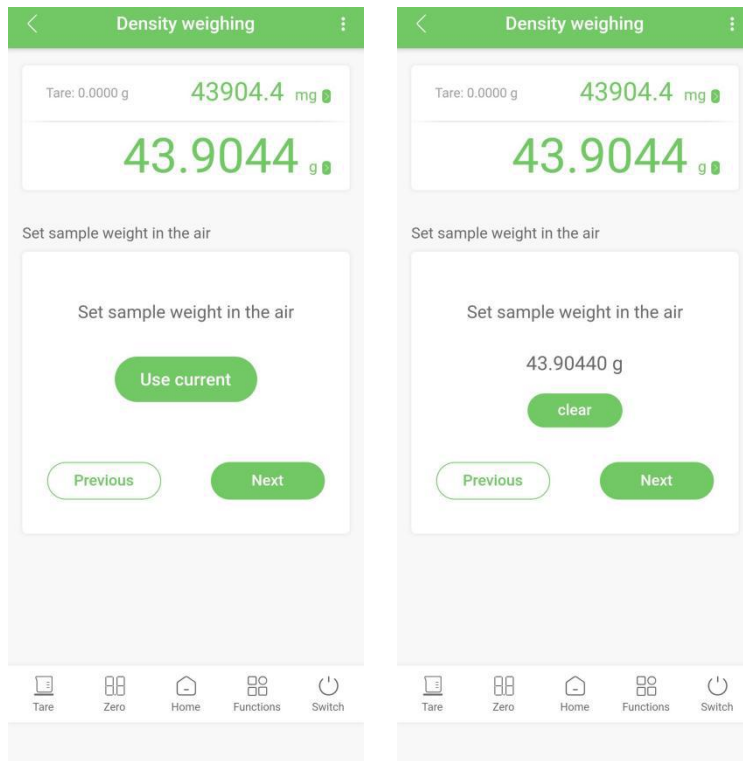 Density weighing
Tare: 0.0000 g 43904.4 mg
43.9044 g
Set sample weight in the air
Set sample weight in the air
Use current
Previous Next
Tare Zero Home Functions Switch
Density weighing
Tare: 0.0000 g 43904.4 mg
43.9044 g
Set sample weight in the air
Set sample weight in the air
43.90440 g
clear
Previous Next
Tare Zero Home Functions Switch